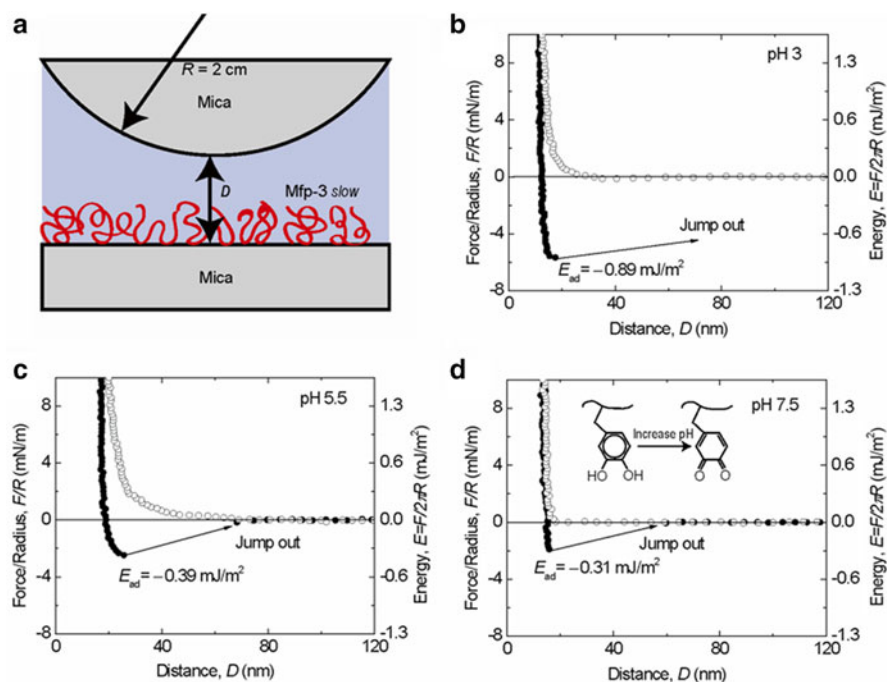 a
R = 2 cm
Mica
D
Mfp-3 slow
Mica
b
pH 3
8
4
0
-4
-8
Force/Radius, F/R (mN/m)
1.3
0.6
0.0
-0.6
-1.3
Energy, E=F/2πR (mJ/m²)
Jump out
E_ad = −0.89 mJ/m²
0 40 80 120
Distance, D (nm)
c
pH 5.5
8
4
0
-4
-8
Force/Radius, F/R (mN/m)
1.3
0.6
0.0
-0.6
-1.3
Energy, E=F/2πR (mJ/m²)
Jump out
E_ad = −0.39 mJ/m²
0 40 80 120
Distance, D (nm)
d
pH 7.5
8
4
0
-4
-8
Force/Radius, F/R (mN/m)
1.3
0.6
0.0
-0.6
-1.3
Energy, E=F/2πR (mJ/m²)
Increase pH
HO OH O O
Jump out
E_ad = −0.31 mJ/m²
0 40 80 120
Distance, D (nm)